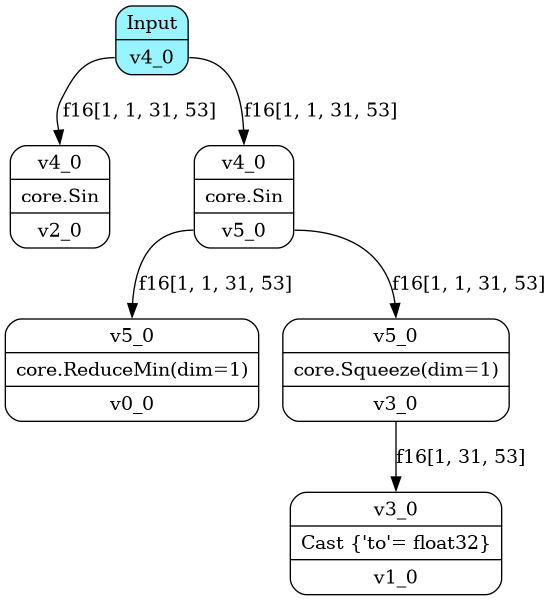 Input
v4_0
f16[1, 1, 31, 53]
f16[1, 1, 31, 53]
v4_0
core.Sin
v2_0
v4_0
core.Sin
v5_0
f16[1, 1, 31, 53]
f16[1, 1, 31, 53]
v5_0
core.ReduceMin(dim=1)
v0_0
v5_0
core.Squeeze(dim=1)
v3_0
f16[1, 31, 53]
v3_0
Cast {'to'= float32}
v1_0